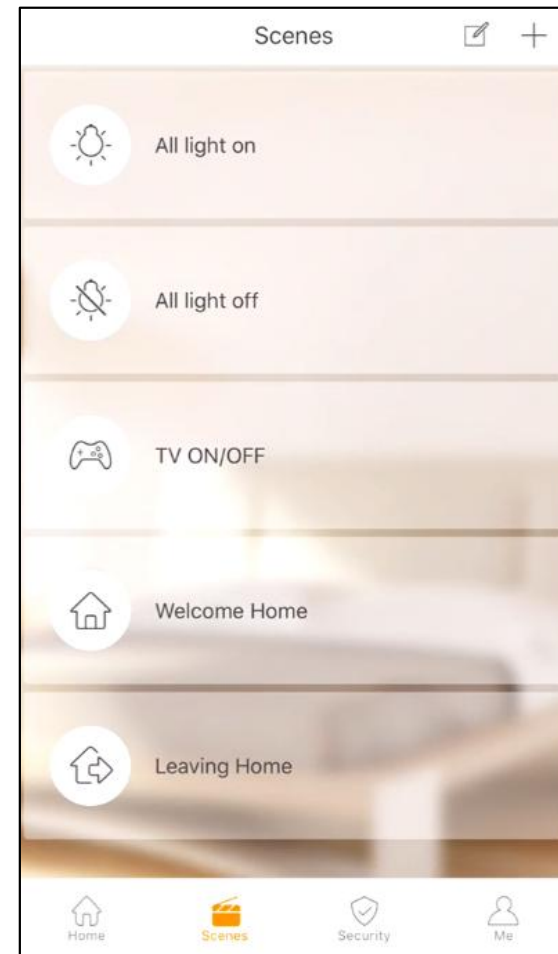 Scenes
All light on
All light off
TV ON/OFF
Welcome Home
Leaving Home
Home
Scenes
Security
Me